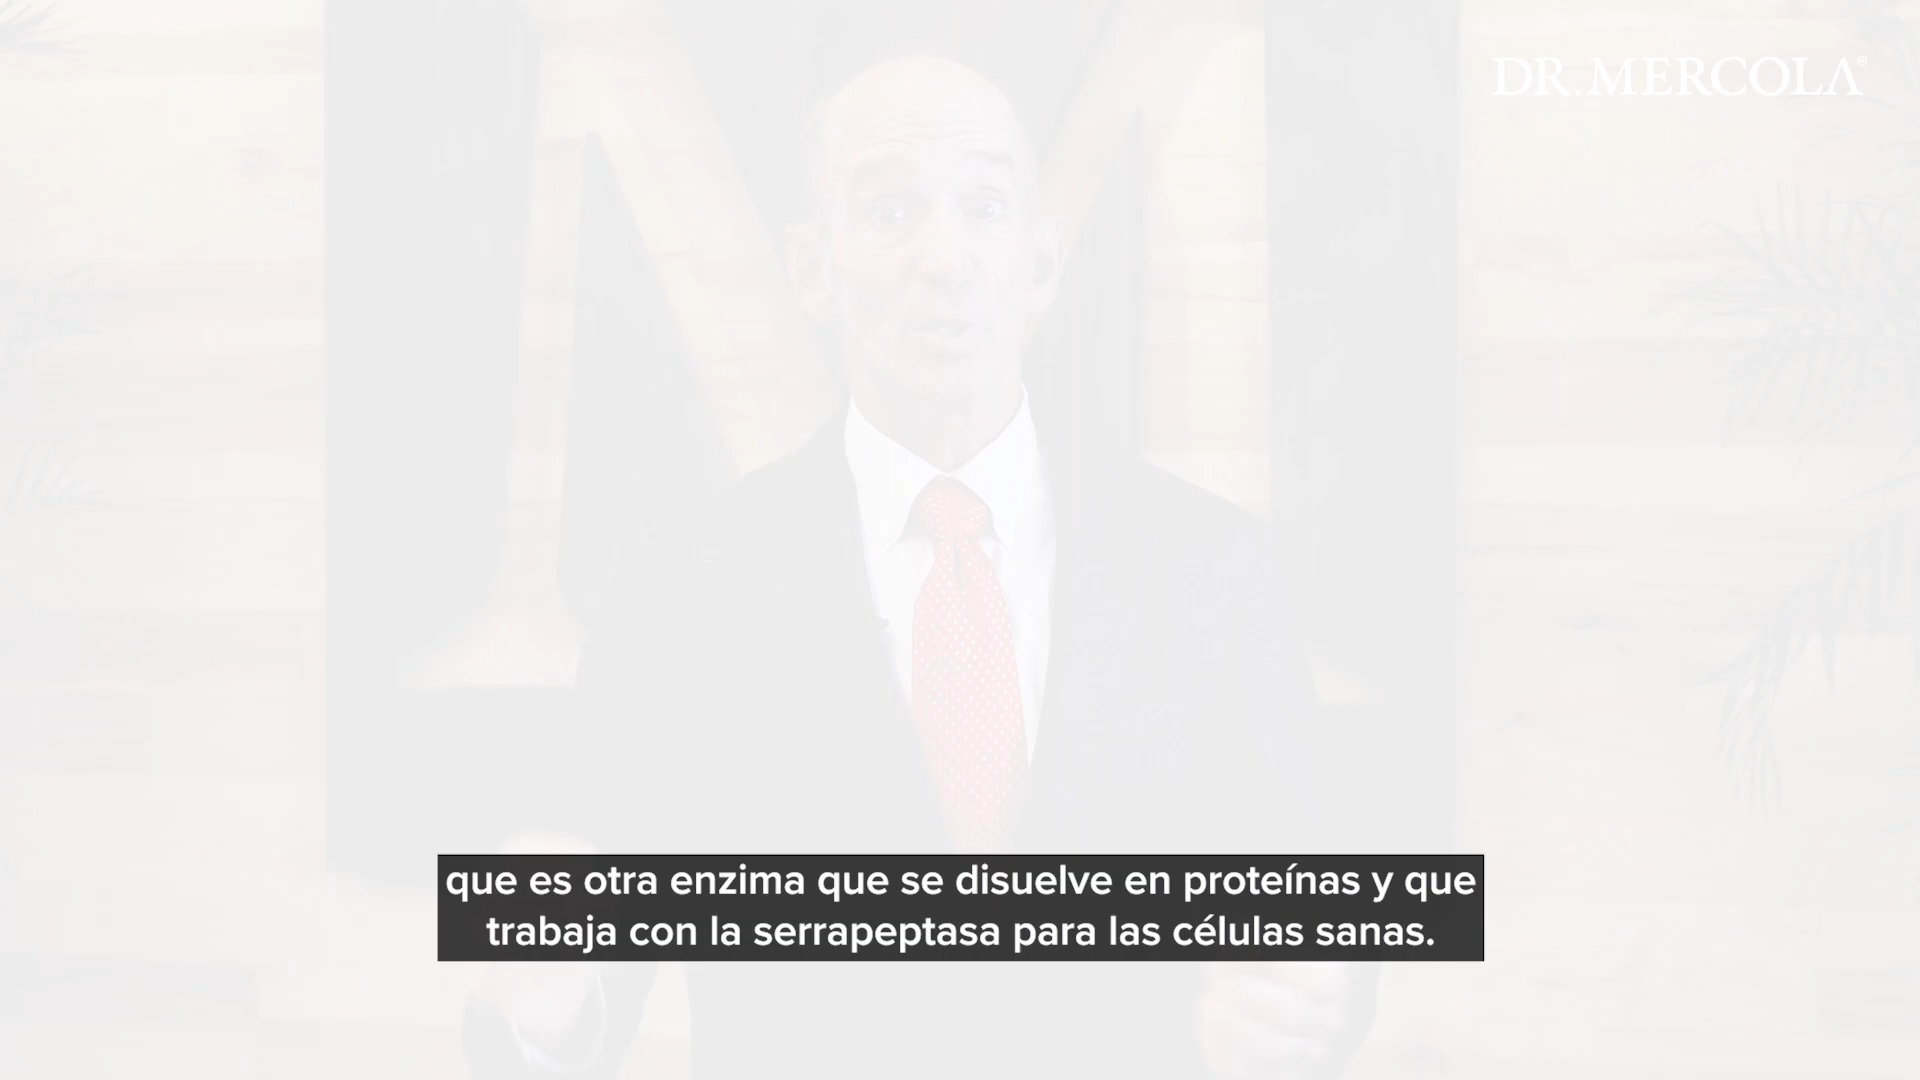 DR. MERCOLA®
que es otra enzima que se disuelve en proteínas y que
trabaja con la serrapeptasa para las células sanas.